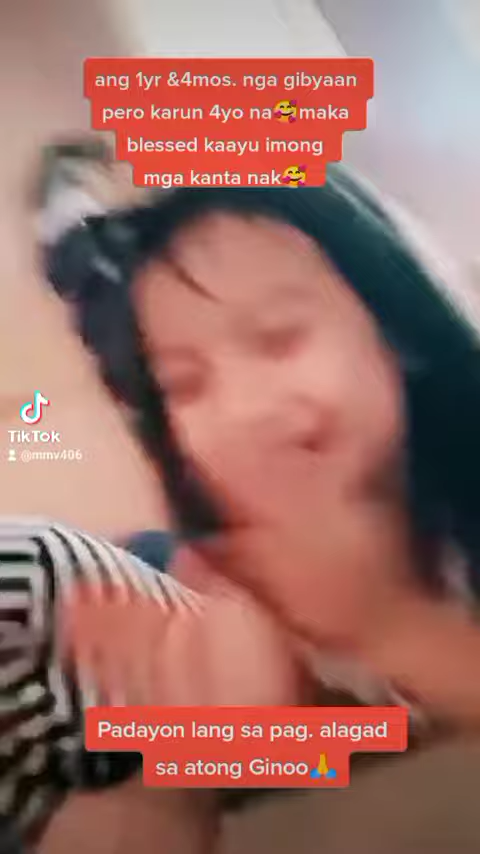 ang 1yr &4mos. nga gibyaan
pero karun 4yo na🥰maka
blessed kaayu imong
mga kanta nak🥰
TikTok
@mmv406
Padayon lang sa pag. alagad
sa atong Ginoo🙏